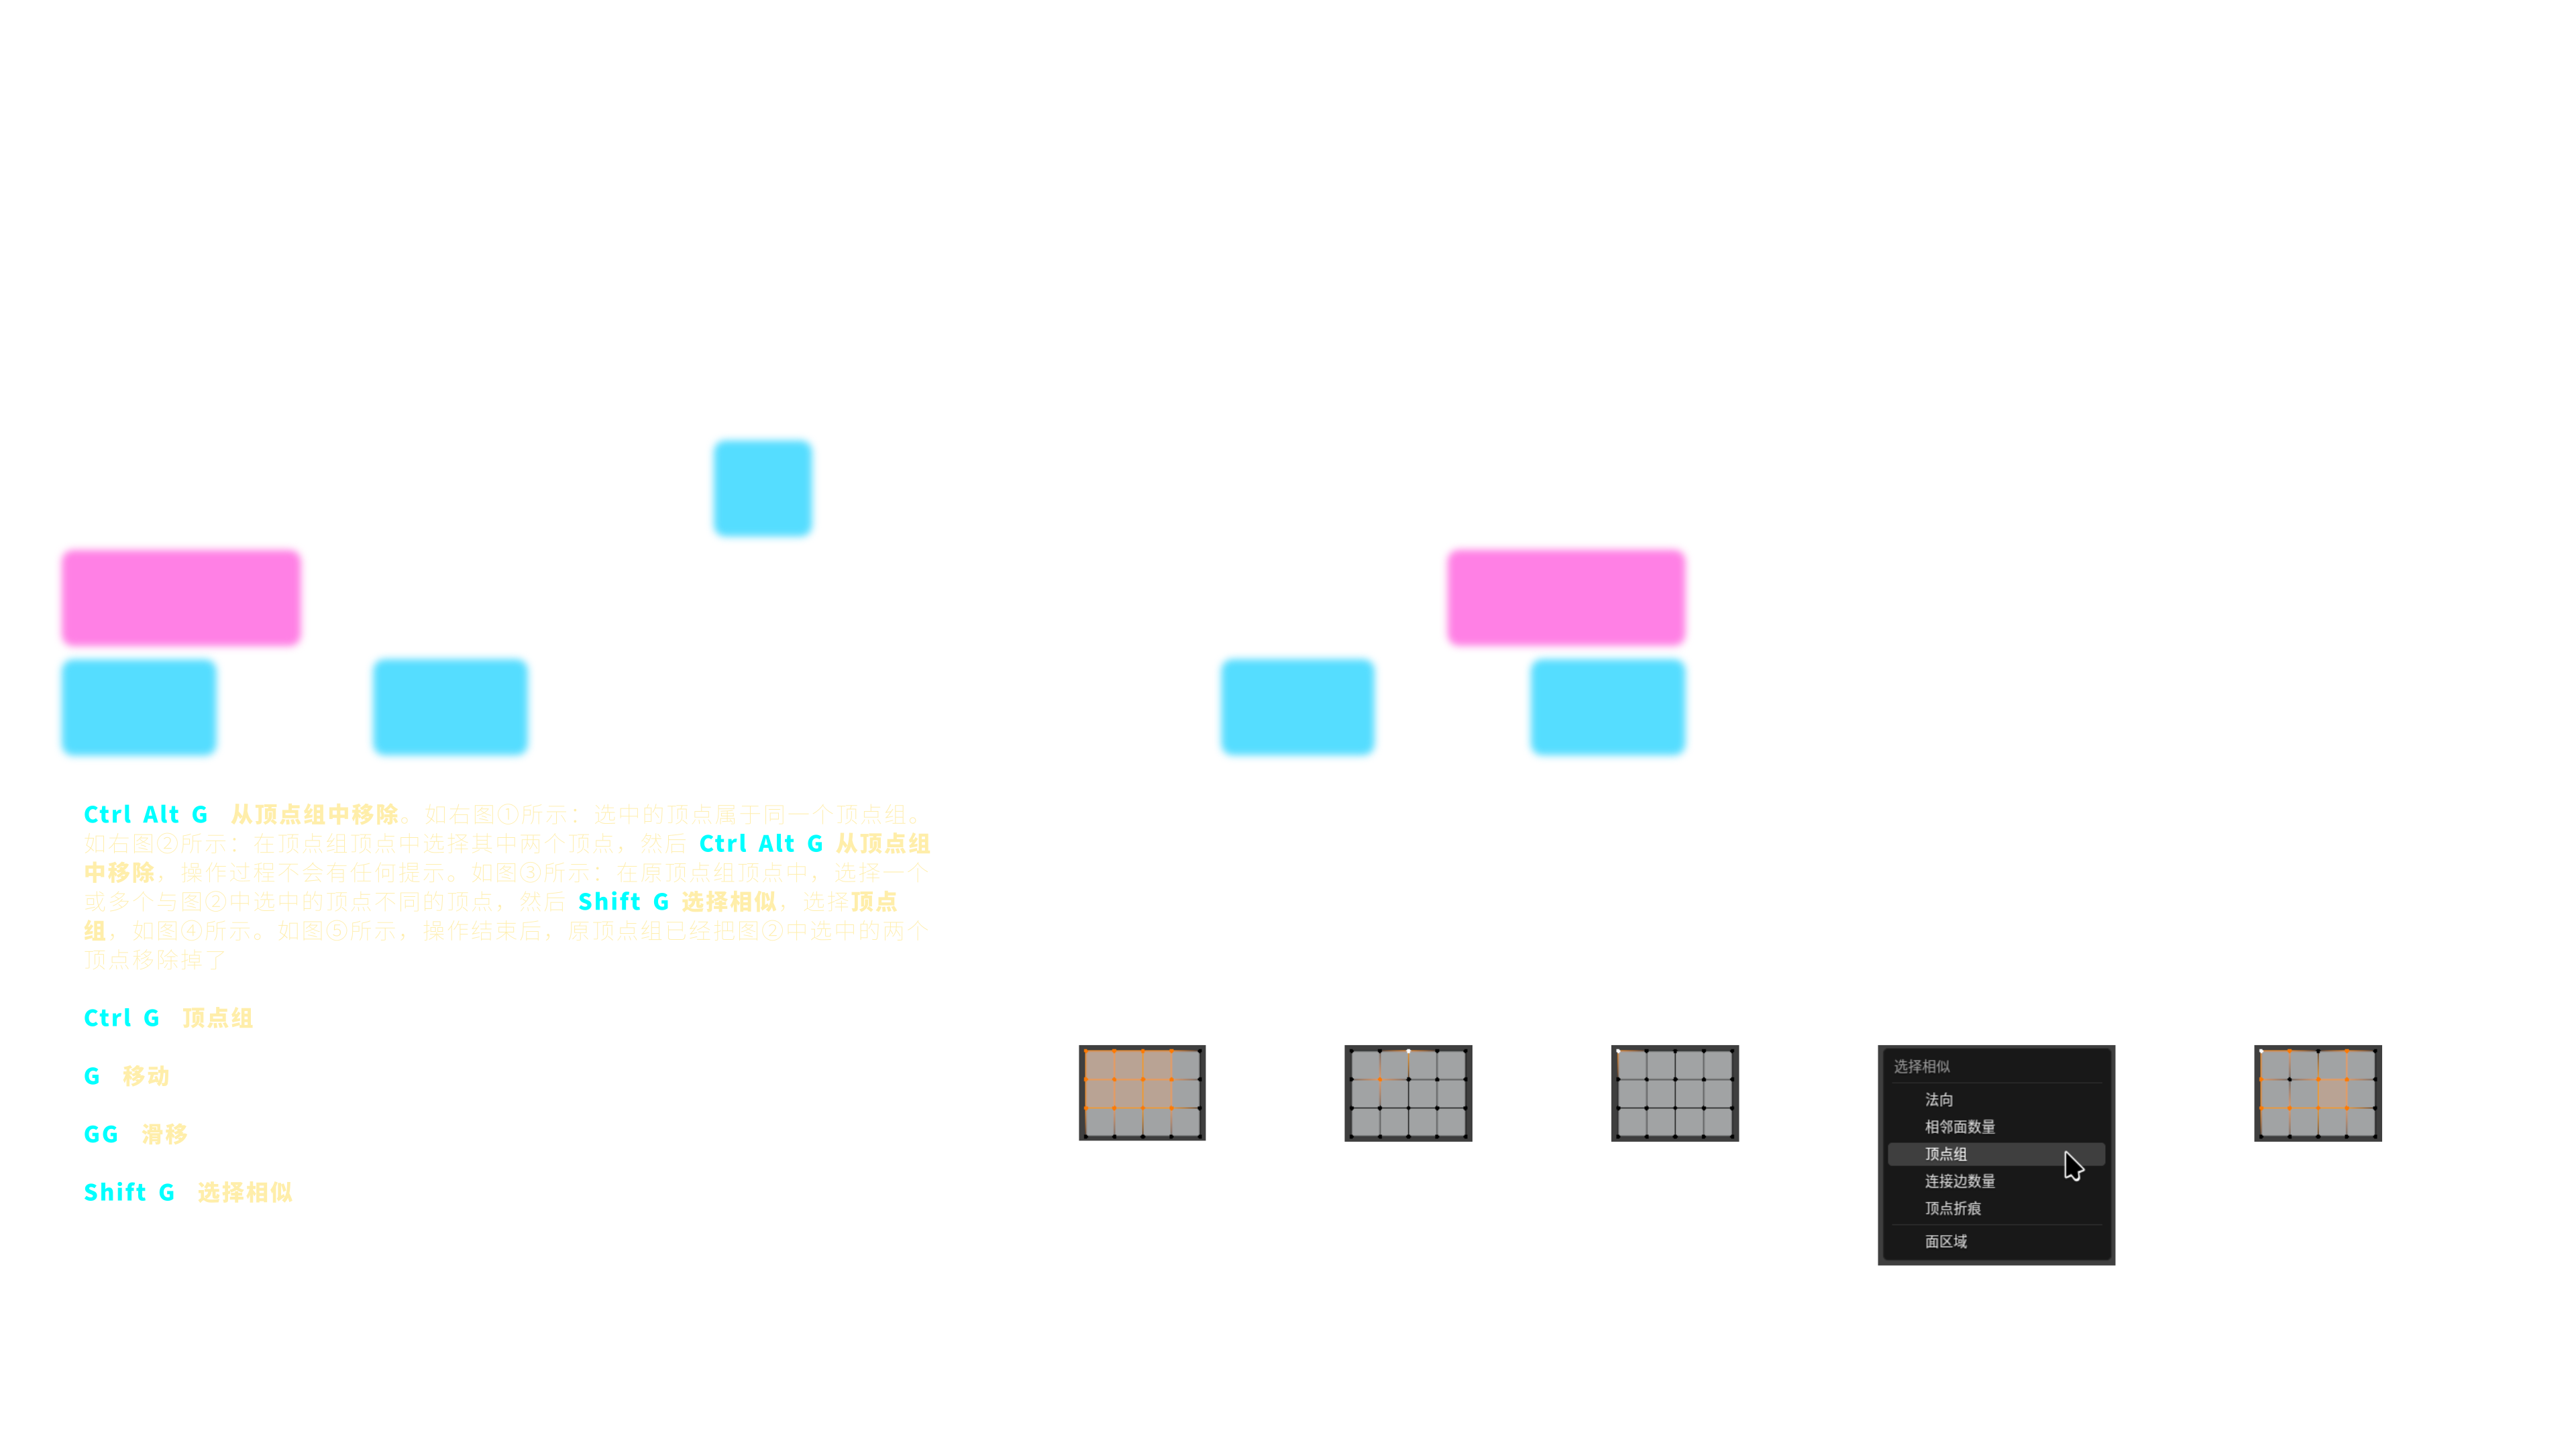 Ctrl Alt G 从顶点组中移除。如右图①所示：选中的顶点属于同一个顶点组。
如右图②所示：在顶点组顶点中选择其中两个顶点，然后 Ctrl Alt G 从顶点组
中移除，操作过程不会有任何提示。如图③所示：在原顶点组顶点中，选择一个
或多个与图②中选中的顶点不同的顶点，然后 Shift G 选择相似，选择顶点
组，如图④所示。如图⑤所示，操作结束后，原顶点组已经把图②中选中的两个
顶点移除掉了
Ctrl G 顶点组
G 移动
GG 滑移
Shift G 选择相似
选择相似
法向
相邻面数量
顶点组
连接边数量
顶点折痕
面区域